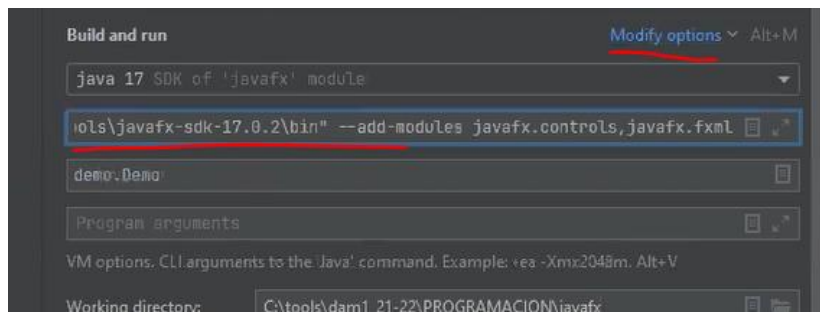 Build and run
Modify options Alt+M
java 17 SDK of 'javafx' module
ols\javafx-sdk-17.0.2\bin" --add-modules javafx.controls,javafx.fxml
demo.Demo
Program arguments
VM options. CLI arguments to the 'Java' command. Example: -ea -Xmx2048m. Alt+V
Working directory: C:\tools\dam1_21-22\PROGRAMACION\javafx